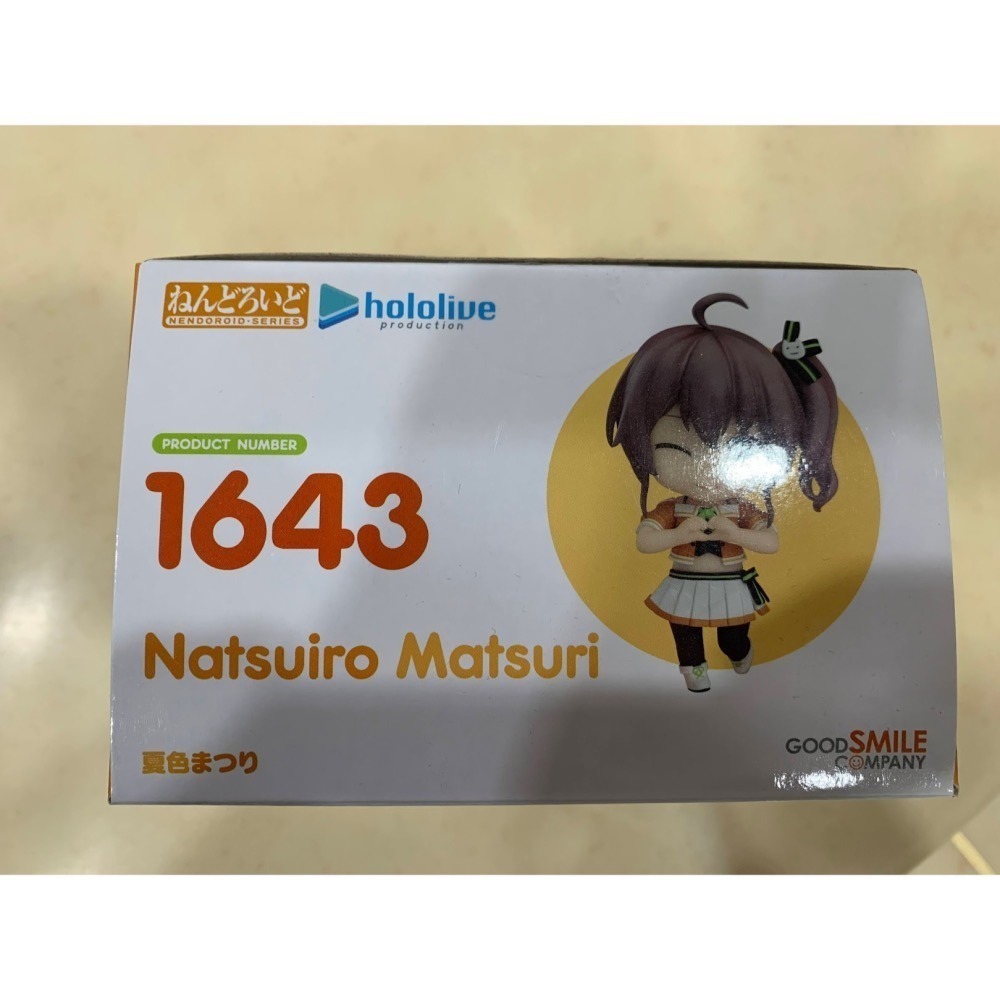 ねんどろいど
NENDOROID-SERIES
hololive
production
PRODUCT NUMBER
1643
Natsuiro Matsuri
夏色まつり
GOOD SMILE
COMPANY